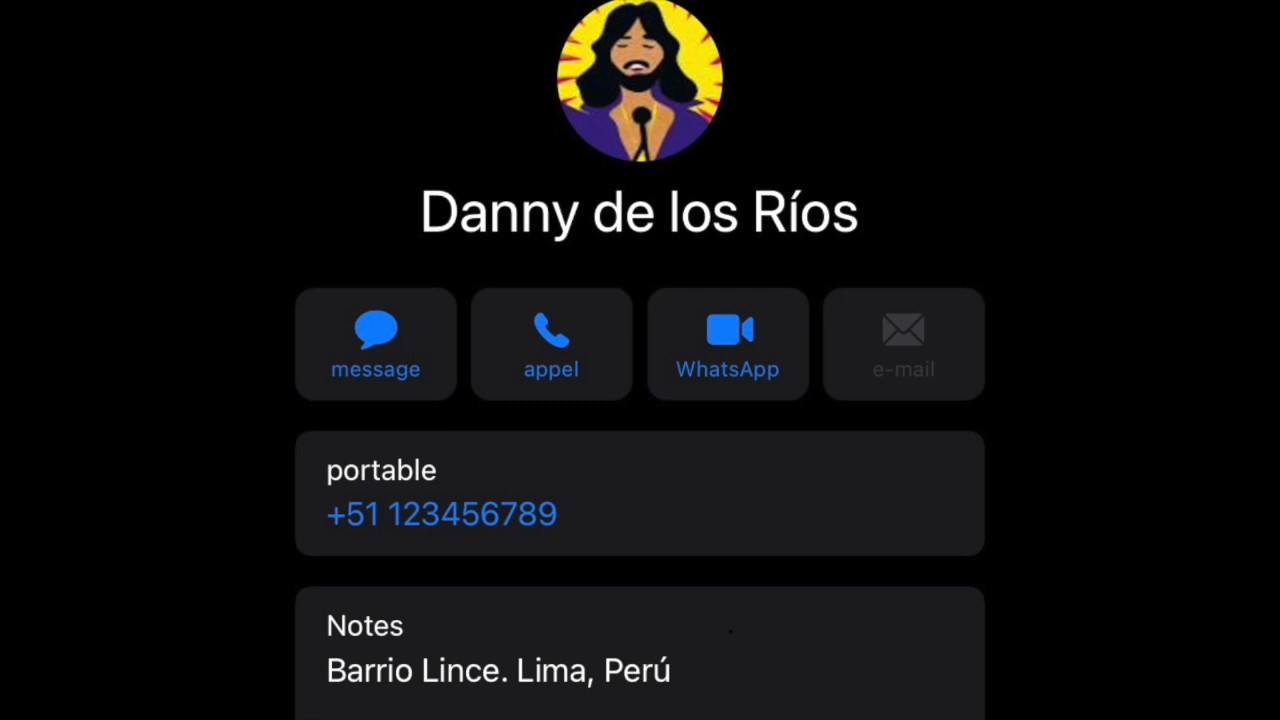 Danny de los Ríos
message
appel
WhatsApp
e-mail
portable
+51 123456789
Notes
Barrio Lince. Lima, Perú